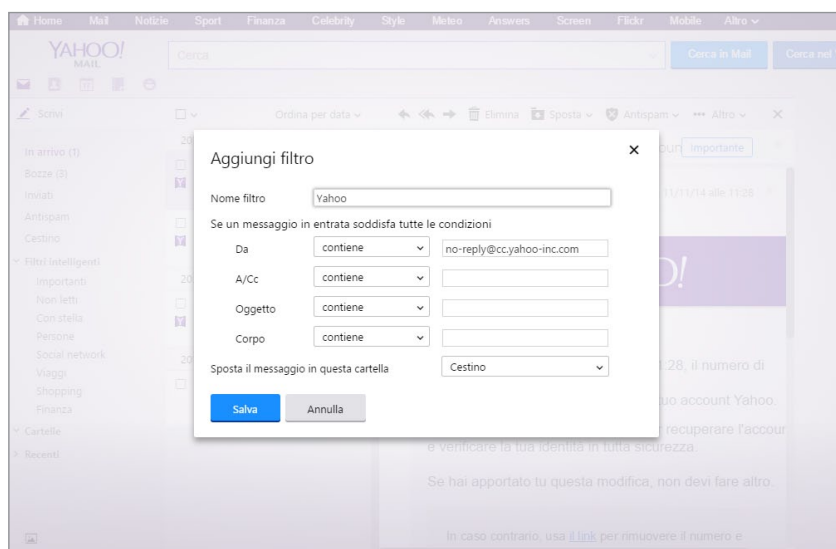 Home Mail Notizie Sport Finanza Celebrity Style Meteo Answers Screen Flickr Mobile Altro
YAHOO!
MAIL
Cerca
Cerca in Mail
Cerca nel
Scrivi
Ordina per data
Elimina
Sposta
Antispam
Altro
In arrivo (1)
Bozze (3)
Inviati
Antispam
Cestino
Filtri intelligenti
Importanti
Non letti
Con stella
Persone
Social network
Viaggi
Shopping
Finanza
Cartelle
Recenti
importante
11/11/14 alle 11:28
Aggiungi filtro
Nome filtro Yahoo
Se un messaggio in entrata soddisfa tutte le condizioni
Da contiene no-reply@cc.yahoo-inc.com
A/Cc contiene
Oggetto contiene
Corpo contiene
Sposta il messaggio in questa cartella Cestino
Salva Annulla
O!
1:28, il numero di
tuo account Yahoo.
recuperare l'accour
e verificare la tua identità in tutta sicurezza.
Se hai apportato tu questa modifica, non devi fare altro.
In caso contrario, usa il link per rimuovere il numero e